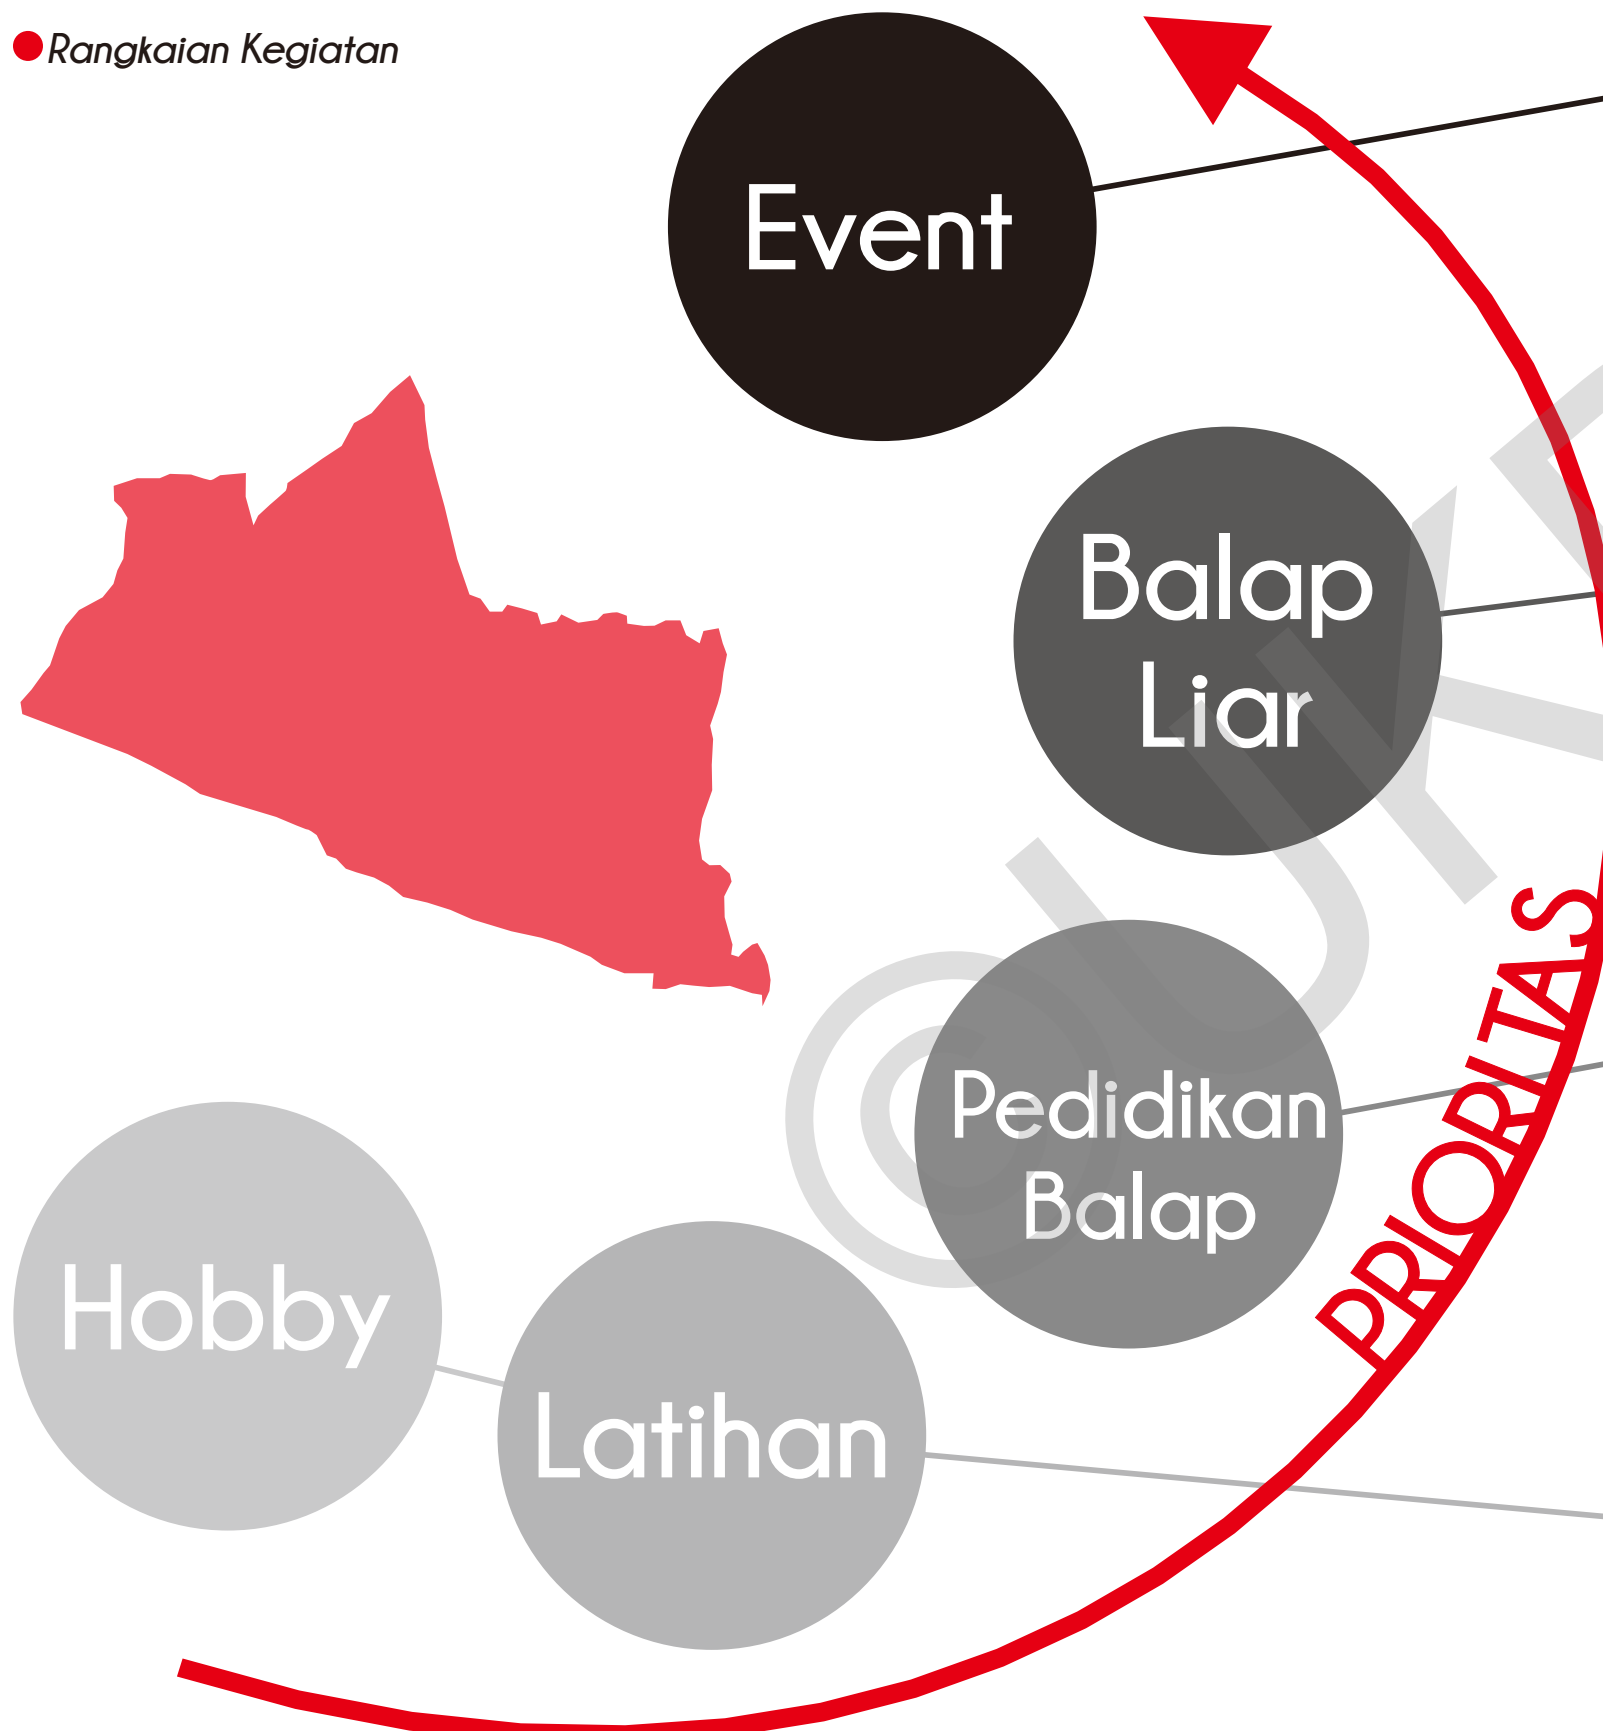 Rangkaian Kegiatan
Event
Balap
Liar
Pedidikan
Balap
PRIORITAS
Hobby
Latihan